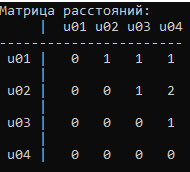 Матрица расстояний:
| u01 u02 u03 u04
--------------------
u01 | 0 1 1 1
|
u02 | 0 0 1 2
|
u03 | 0 0 0 1
|
u04 | 0 0 0 0